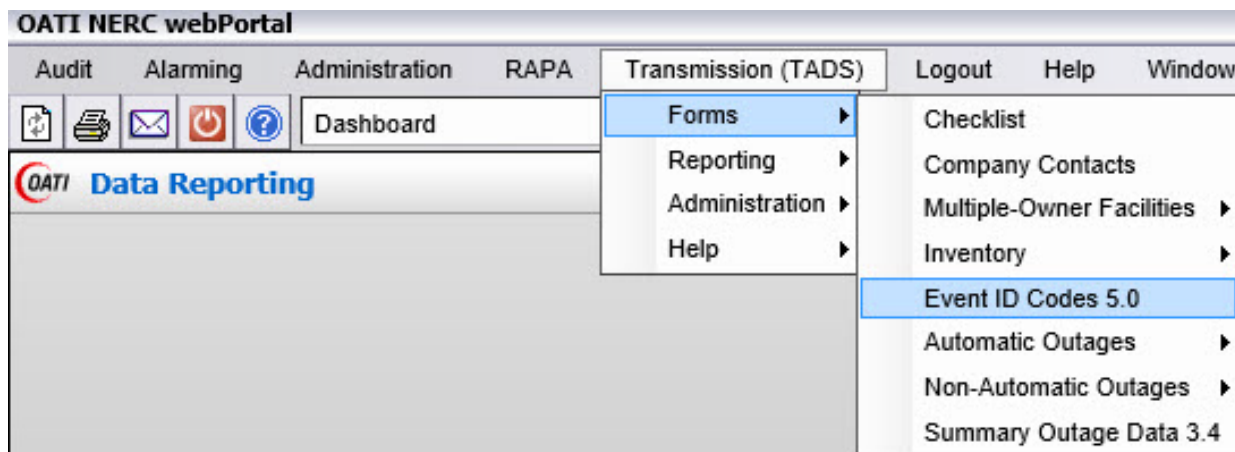 OATI NERC webPortal
Audit Alarming Administration RAPA Transmission (TADS) Logout Help Window
Dashboard
OATI Data Reporting
Forms
Reporting
Administration
Help
Checklist
Company Contacts
Multiple-Owner Facilities
Inventory
Event ID Codes 5.0
Automatic Outages
Non-Automatic Outages
Summary Outage Data 3.4